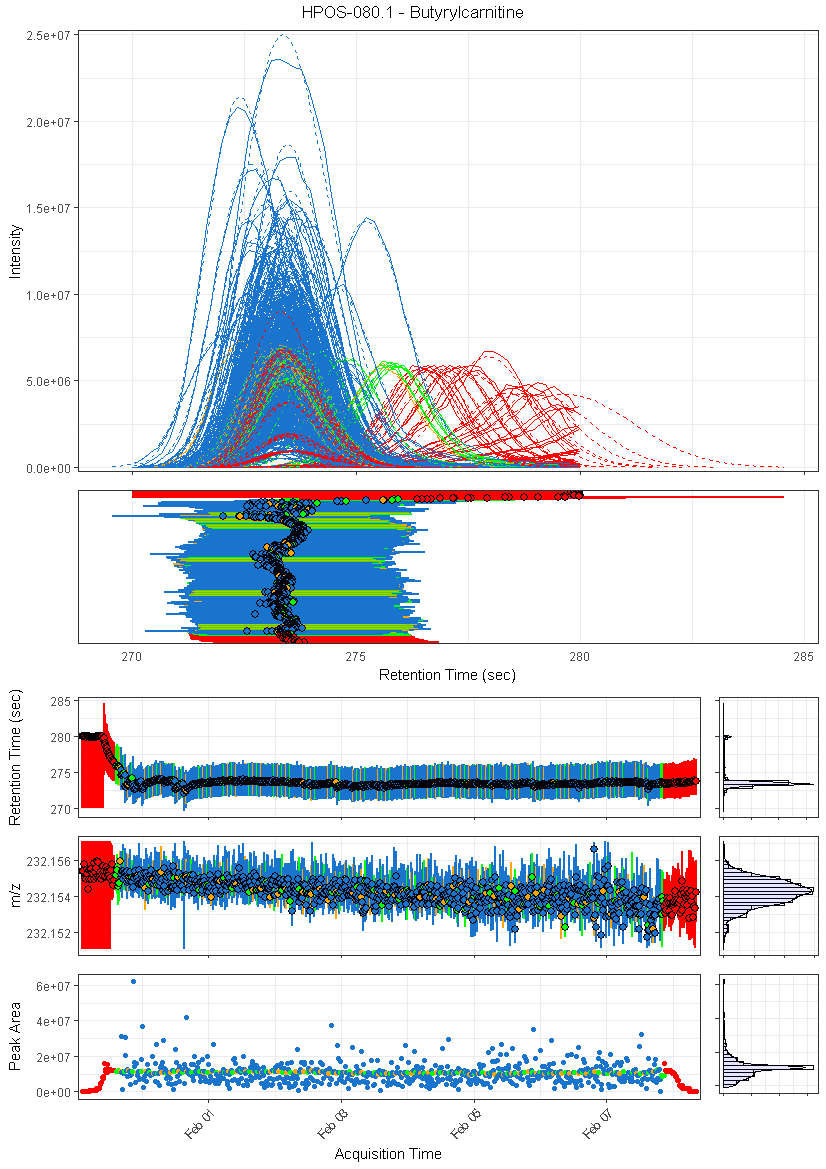 HPOS-080.1 - Butyrylcarnitine
2.5e+07
2.0e+07
1.5e+07
1.0e+07
5.0e+06
0.0e+00
Intensity
270
275
280
285
Retention Time (sec)
285
280
275
270
Retention Time (sec)
232.156
232.154
232.152
m/z
6e+07
4e+07
2e+07
0e+00
Peak Area
Feb 01
Feb 03
Feb 05
Feb 07
Acquisition Time